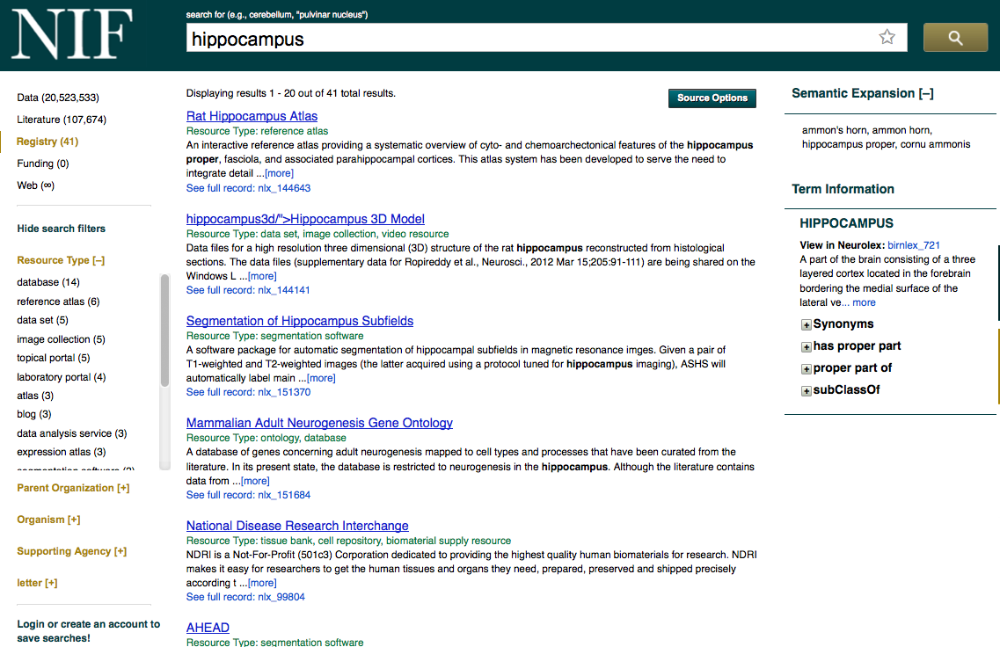 NIF
search for (e.g., cerebellum, "pulvinar nucleus")
hippocampus
Data (20,523,533)
Literature (107,674)
Registry (41)
Funding (0)
Web (∞)
Hide search filters
Resource Type [–]
database (14)
reference atlas (6)
data set (5)
image collection (5)
topical portal (5)
laboratory portal (4)
atlas (3)
blog (3)
data analysis service (3)
expression atlas (3)
Parent Organization [+]
Organism [+]
Supporting Agency [+]
letter [+]
Login or create an account to
save searches!
Displaying results 1 - 20 out of 41 total results.
Source Options
Rat Hippocampus Atlas
Resource Type: reference atlas
An interactive reference atlas providing a systematic overview of cyto- and chemoarchectonical features of the hippocampus
proper, fasciola, and associated parahippocampal cortices. This atlas system has been developed to serve the need to
integrate detail ...[more]
See full record: nlx_144643
hippocampus3d/">Hippocampus 3D Model
Resource Type: data set, image collection, video resource
Data files for a high resolution three dimensional (3D) structure of the rat hippocampus reconstructed from histological
sections. The data files (supplementary data for Ropireddy et al., Neurosci., 2012 Mar 15;205:91-111) are being shared on the
Windows L ...[more]
See full record: nlx_144141
Segmentation of Hippocampus Subfields
Resource Type: segmentation software
A software package for automatic segmentation of hippocampal subfields in magnetic resonance imges. Given a pair of
T1-weighted and T2-weighted images (the latter acquired using a protocol tuned for hippocampus imaging), ASHS will
automatically label main ...[more]
See full record: nlx_151370
Mammalian Adult Neurogenesis Gene Ontology
Resource Type: ontology, database
A database of genes concerning adult neurogenesis mapped to cell types and processes that have been curated from the
literature. In its present state, the database is restricted to neurogenesis in the hippocampus. Although the literature contains
data from ...[more]
See full record: nlx_151684
National Disease Research Interchange
Resource Type: tissue bank, cell repository, biomaterial supply resource
NDRI is a Not-For-Profit (501c3) Corporation dedicated to providing the highest quality human biomaterials for research. NDRI
makes it easy for researchers to get the human tissues and organs they need, prepared, preserved and shipped precisely
according t ...[more]
See full record: nlx_99804
AHEAD
Resource Type: segmentation software
Semantic Expansion [–]
ammon's horn, ammon horn,
hippocampus proper, cornu ammonis
Term Information
HIPPOCAMPUS
View in Neurolex: birnlex_721
A part of the brain consisting of a three
layered cortex located in the forebrain
bordering the medial surface of the
lateral ve... more
Synonyms
has proper part
proper part of
subClassOf